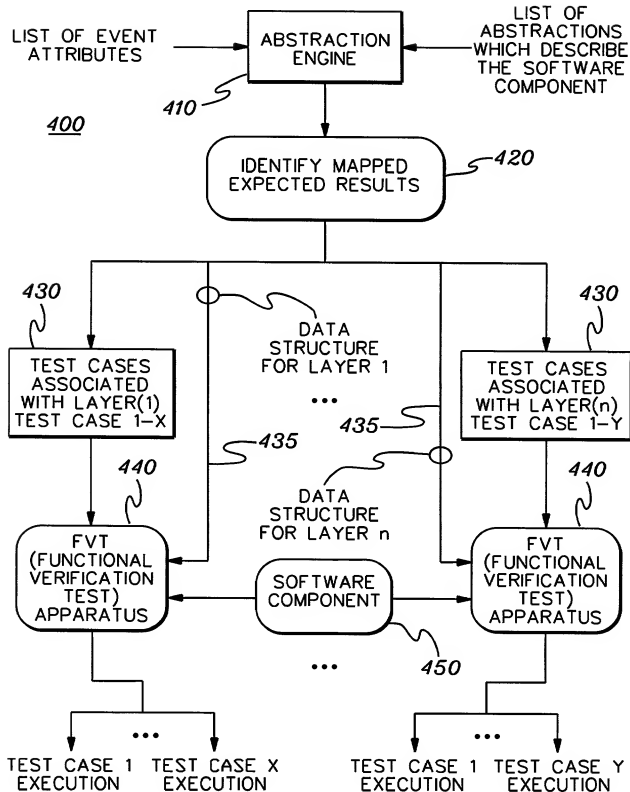 LIST OF EVENT
ATTRIBUTES
ABSTRACTION
ENGINE
LIST OF
ABSTRACTIONS
WHICH DESCRIBE
THE SOFTWARE
COMPONENT
410
400
IDENTIFY MAPPED
EXPECTED RESULTS
420
430
TEST CASES
ASSOCIATED
WITH LAYER(1)
TEST CASE 1-X
DATA
STRUCTURE
FOR LAYER 1
...
430
TEST CASES
ASSOCIATED
WITH LAYER(n)
TEST CASE 1-Y
435
435
DATA
STRUCTURE
FOR LAYER n
440
FVT
(FUNCTIONAL
VERIFICATION
TEST)
APPARATUS
SOFTWARE
COMPONENT
450
...
440
FVT
(FUNCTIONAL
VERIFICATION
TEST)
APPARATUS
...
TEST CASE 1
EXECUTION
TEST CASE X
EXECUTION
...
TEST CASE 1
EXECUTION
TEST CASE Y
EXECUTION